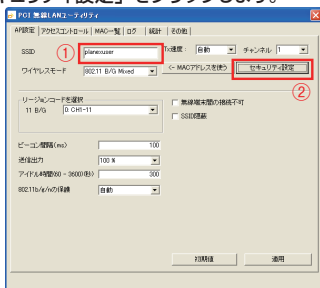 ュリティ設定」をクリックします。
PCI 無線LANユーティリティ
AP設定 アクセスコントロール MAC一覧 ログ 統計 その他
SSID ① planexuser Tx速度： 自動 チャンネル 1
ワイヤレスモード 802.11 B/G Mixed <- MACアドレスを使う セキュリティ設定
②
リージョンコードを選択
11 B/G 0: CH1-11
無線端末間の接続不可
SSID隠蔽
ビーコン間隔(ms) 100
送信出力 100 %
アイドル時間(60 - 3600)(秒) 300
802.11b/g/nの保護 自動
初期値 適用